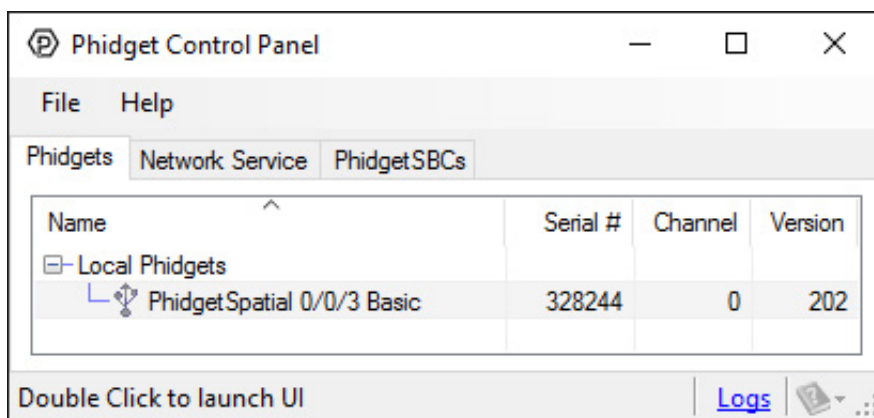 Phidget Control Panel
File Help
Phidgets Network Service PhidgetSBCs
Name Serial # Channel Version
Local Phidgets
PhidgetSpatial 0/0/3 Basic 328244 0 202
Double Click to launch UI Logs